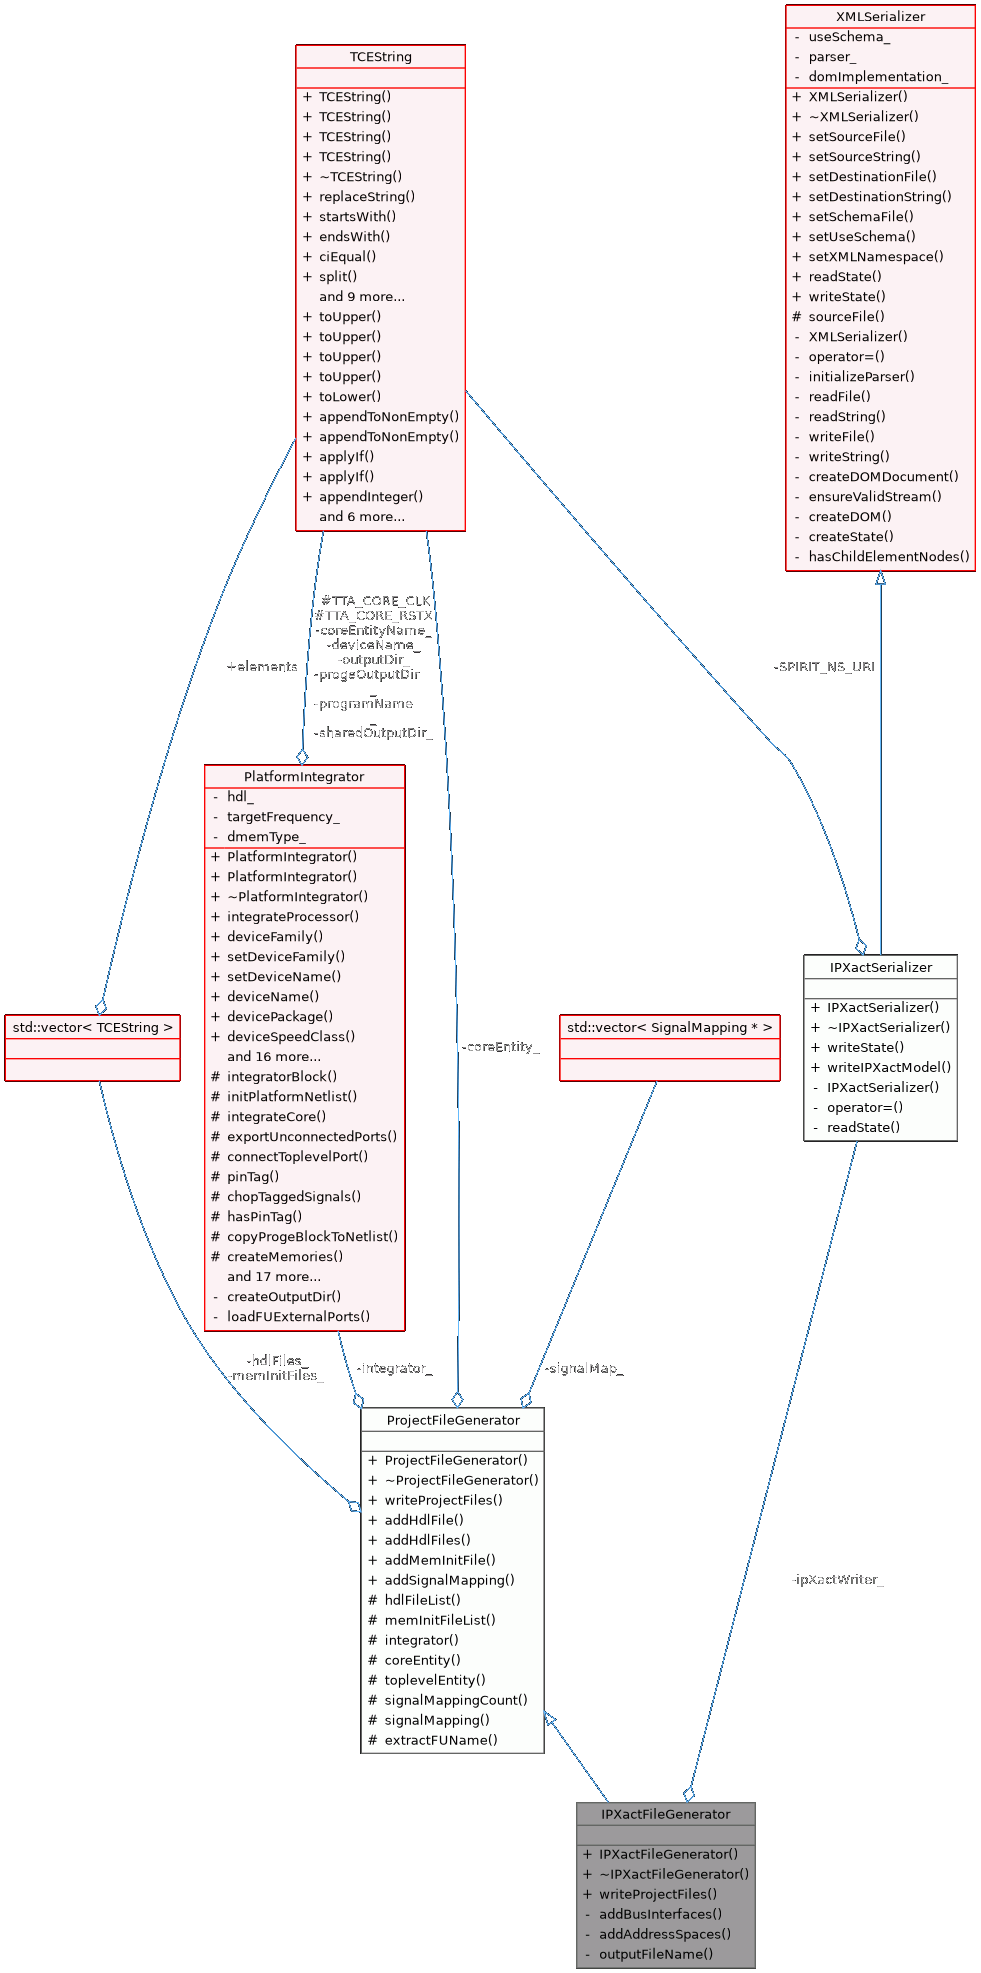 XMLSerializer
- useSchema_
- parser_
- domImplementation_
+ XMLSerializer()
+ ~XMLSerializer()
+ setSourceFile()
+ setSourceString()
+ setDestinationFile()
+ setDestinationString()
+ setSchemaFile()
+ setUseSchema()
+ setXMLNamespace()
+ readState()
+ writeState()
# sourceFile()
- XMLSerializer()
- operator=()
- initializeParser()
- readFile()
- readString()
- writeFile()
- writeString()
- createDOMDocument()
- ensureValidStream()
- createDOM()
- createState()
- hasChildElementNodes()
TCEString
+ TCEString()
+ TCEString()
+ TCEString()
+ TCEString()
+ ~TCEString()
+ replaceString()
+ startsWith()
+ endsWith()
+ ciEqual()
+ split()
and 9 more...
+ toUpper()
+ toUpper()
+ toUpper()
+ toUpper()
+ toLower()
+ appendToNonEmpty()
+ appendToNonEmpty()
+ applyIf()
+ applyIf()
+ appendInteger()
and 6 more...
+elements
#TTA_CORE_CLK
#TTA_CORE_RSTX
-coreEntityName_
-deviceName_
-outputDir_
-progeOutputDir
_
-programName
_
-sharedOutputDir_
-SPIRIT_NS_URI
PlatformIntegrator
- hdl_
- targetFrequency_
- dmemType_
+ PlatformIntegrator()
+ PlatformIntegrator()
+ ~PlatformIntegrator()
+ integrateProcessor()
+ deviceFamily()
+ setDeviceFamily()
+ setDeviceName()
+ deviceName()
+ devicePackage()
+ deviceSpeedClass()
and 16 more...
# integratorBlock()
# initPlatformNetlist()
# integrateCore()
# exportUnconnectedPorts()
# connectToplevelPort()
# pinTag()
# chopTaggedSignals()
# hasPinTag()
# copyProgeBlockToNetlist()
# createMemories()
and 17 more...
- createOutputDir()
- loadFUExternalPorts()
IPXactSerializer
+ IPXactSerializer()
+ ~IPXactSerializer()
+ writeState()
+ writeIPXactModel()
- IPXactSerializer()
- operator=()
- readState()
std::vector< TCEString >
std::vector< SignalMapping * >
-coreEntity_
-hdlFiles_
-memInitFiles_
-integrator_
-signalMap_
ProjectFileGenerator
+ ProjectFileGenerator()
+ ~ProjectFileGenerator()
+ writeProjectFiles()
+ addHdlFile()
+ addHdlFiles()
+ addMemInitFile()
+ addSignalMapping()
# hdlFileList()
# memInitFileList()
# integrator()
# coreEntity()
# toplevelEntity()
# signalMappingCount()
# signalMapping()
# extractFUName()
-ipXactWriter_
IPXactFileGenerator
+ IPXactFileGenerator()
+ ~IPXactFileGenerator()
+ writeProjectFiles()
- addBusInterfaces()
- addAddressSpaces()
- outputFileName()